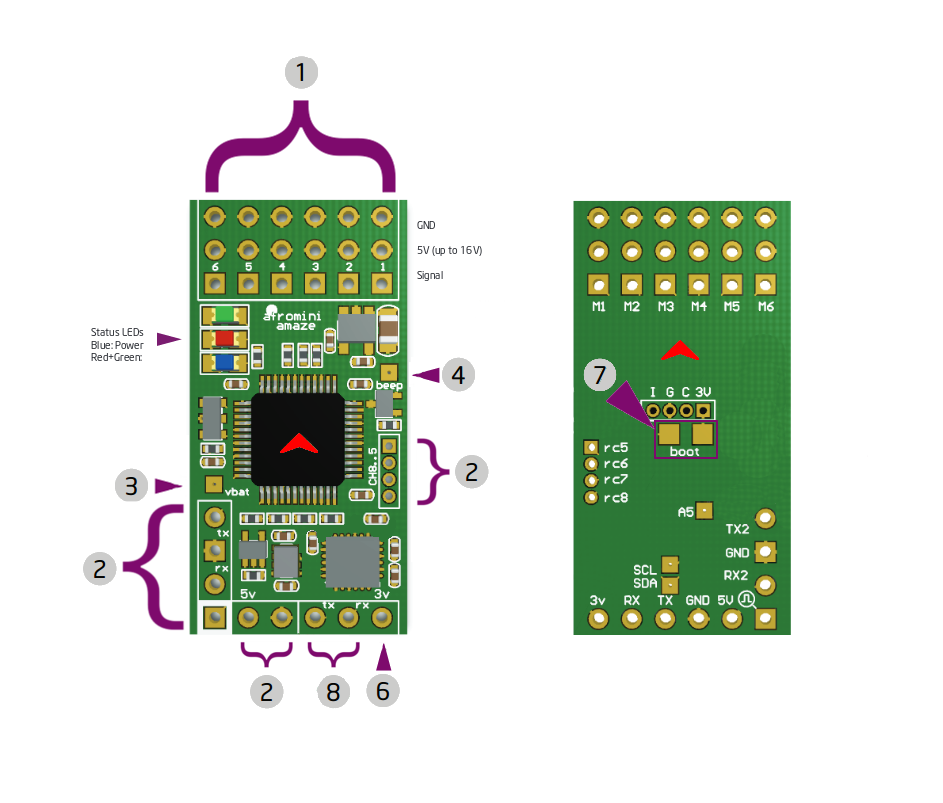 1
GND
5V (up to 16V)
Signal
6 5 4 3 2 1
afromini
amaze
Status LEDs
Blue: Power
Red+Green:
beep
4
CH8..5
2
3
vbat
2
tx
rx
5v
tx
rx
3v
2
8
6
M1 M2 M3 M4 M5 M6
7
I G C 3V
boot
rc5
rc6
rc7
rc8
A5
TX2
GND
RX2
SCL
SDA
3v RX TX GND 5V